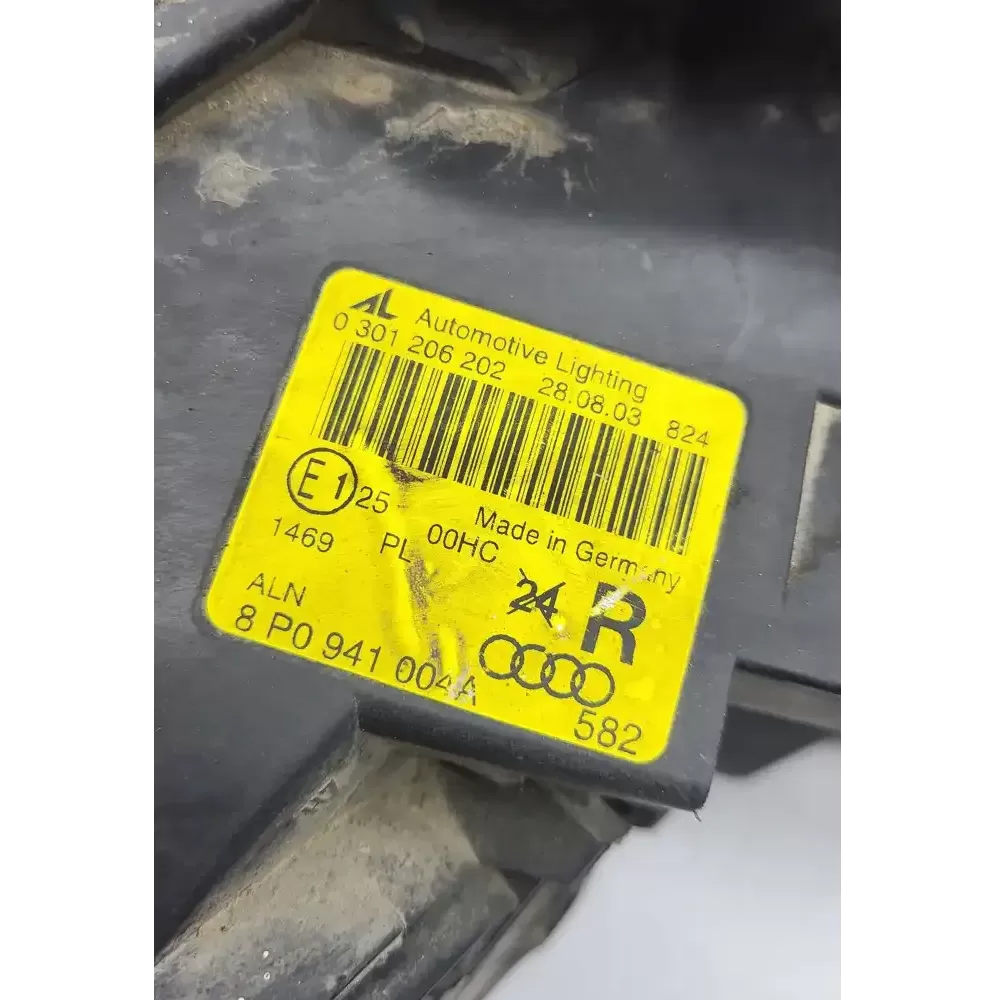 AL Automotive Lighting
0 301 206 202 28.08.03 824
E1 25 Made in Germany
1469 PL 00HC
24 R
ALN
8 P0 941 004A
582